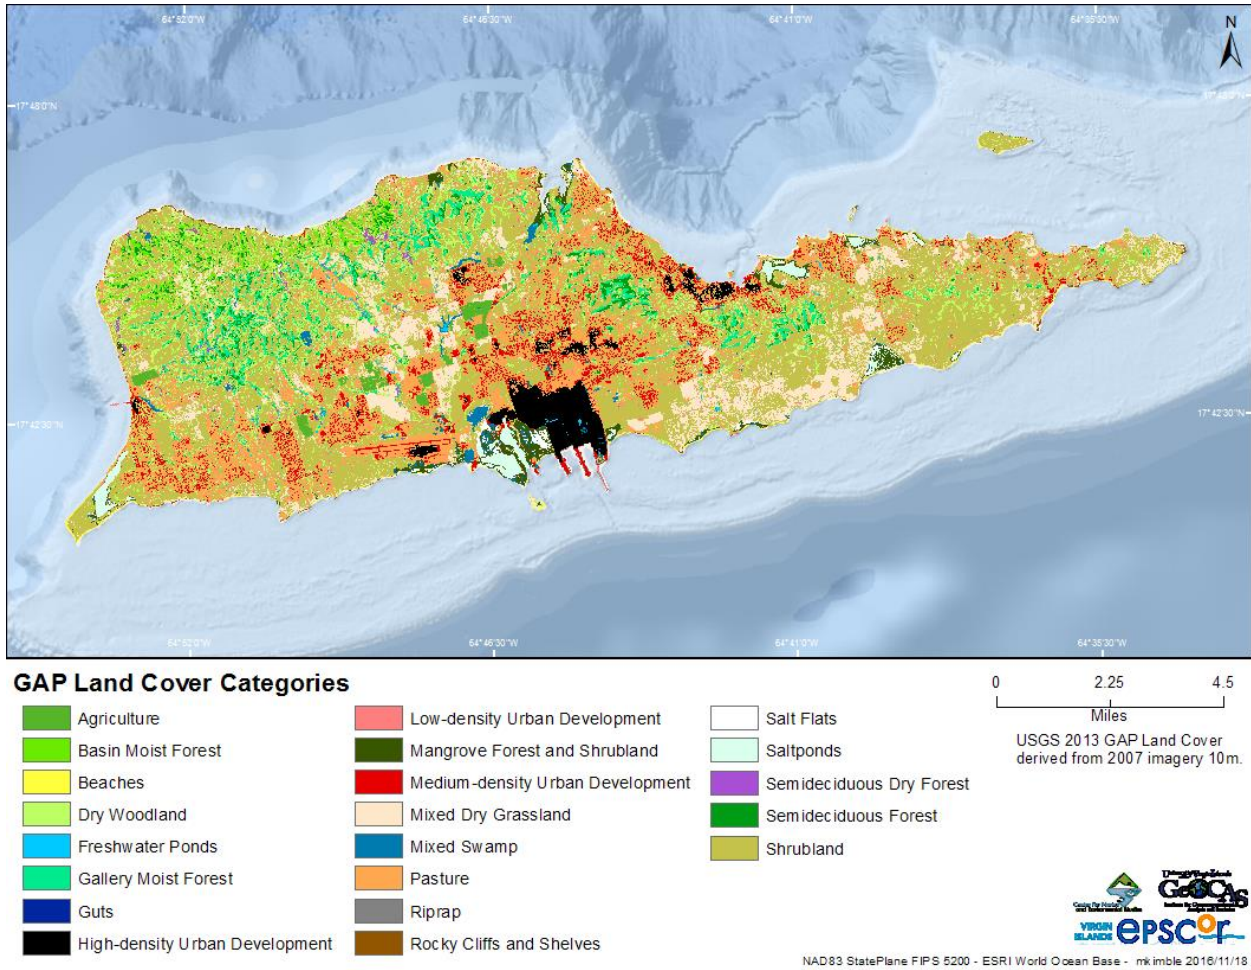 64°52'0"W 64°46'30"W 64°41'0"W 64°35'30"W
N
17°48'0"N 17°48'0"N
17°42'30"N 17°42'30"N
64°52'0"W 64°46'30"W 64°41'0"W 64°35'30"W
GAP Land Cover Categories
Agriculture
Basin Moist Forest
Beaches
Dry Woodland
Freshwater Ponds
Gallery Moist Forest
Guts
High-density Urban Development
Low-density Urban Development
Mangrove Forest and Shrubland
Medium-density Urban Development
Mixed Dry Grassland
Mixed Swamp
Pasture
Riprap
Rocky Cliffs and Shelves
Salt Flats
Saltponds
Semideciduous Dry Forest
Semideciduous Forest
Shrubland
0 2.25 4.5
Miles
USGS 2013 GAP Land Cover
derived from 2007 imagery 10m.
GeoCAS
VIRGIN
ISLANDS
epscor
NAD83 StatePlane FIPS 5200 - ESRI World Ocean Base - mkimble 2016/11/18